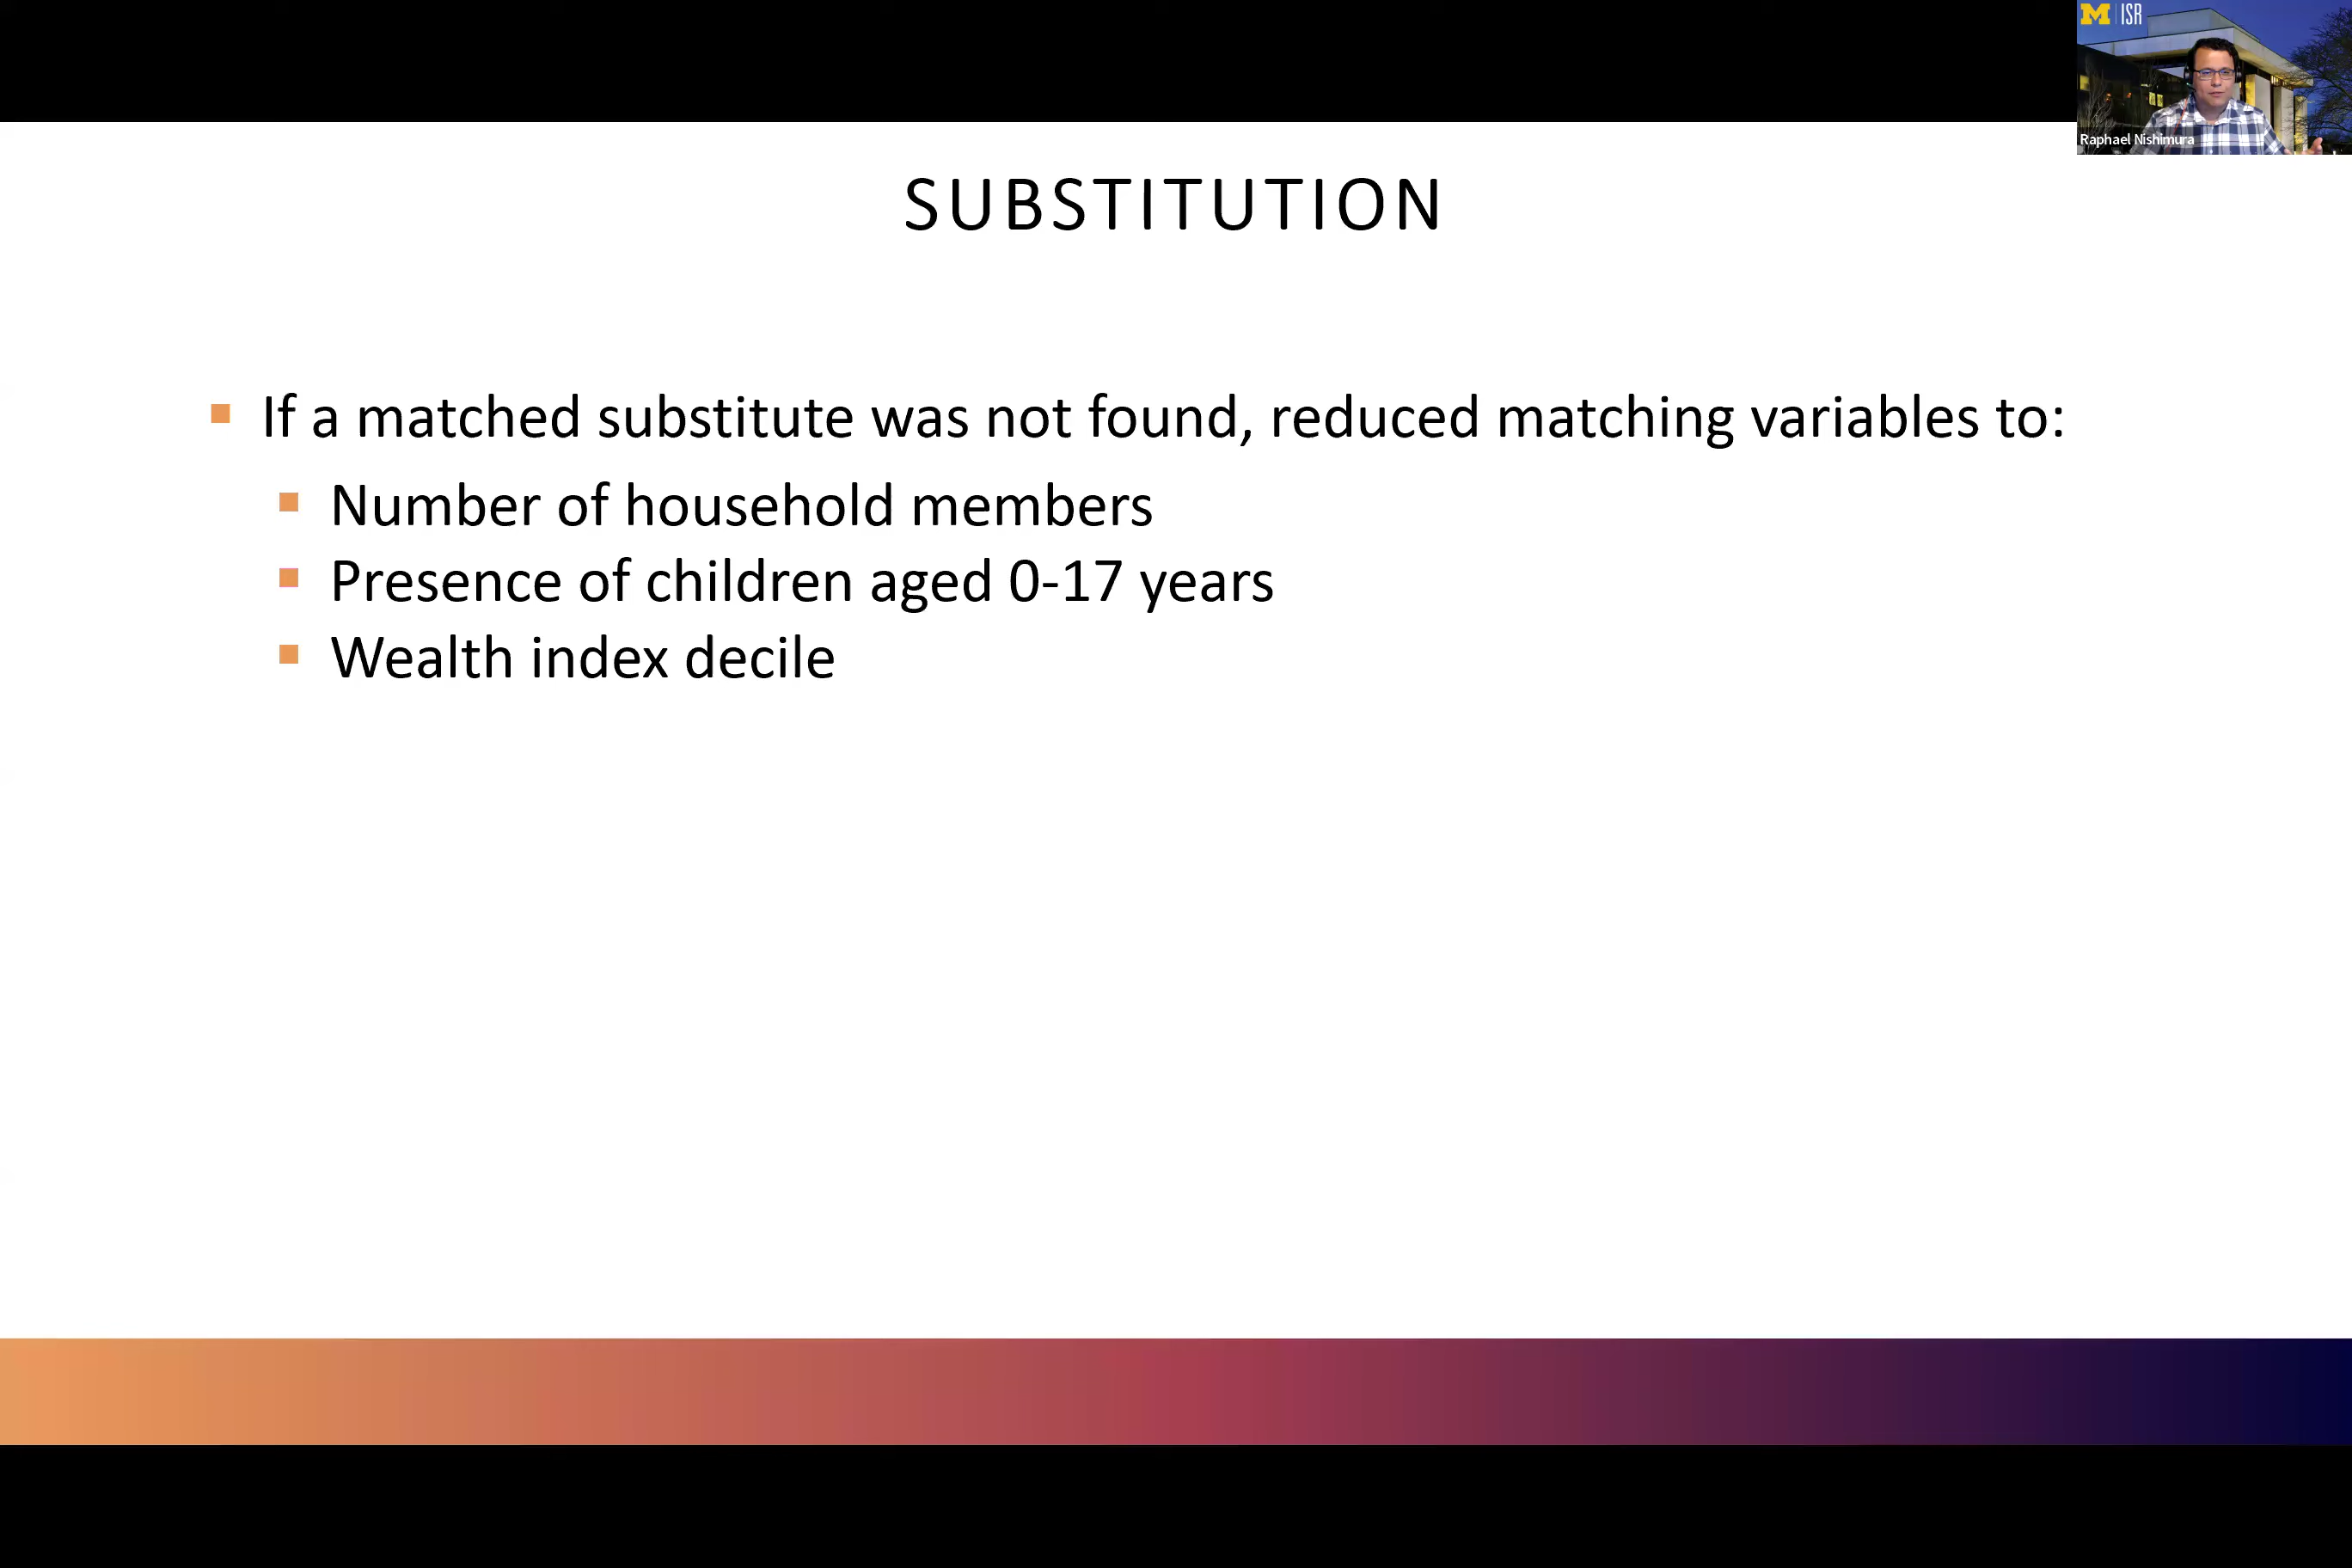 M ISR
Raphael Nishimura
SUBSTITUTION
If a matched substitute was not found, reduced matching variables to:
Number of household members
Presence of children aged 0-17 years
Wealth index decile